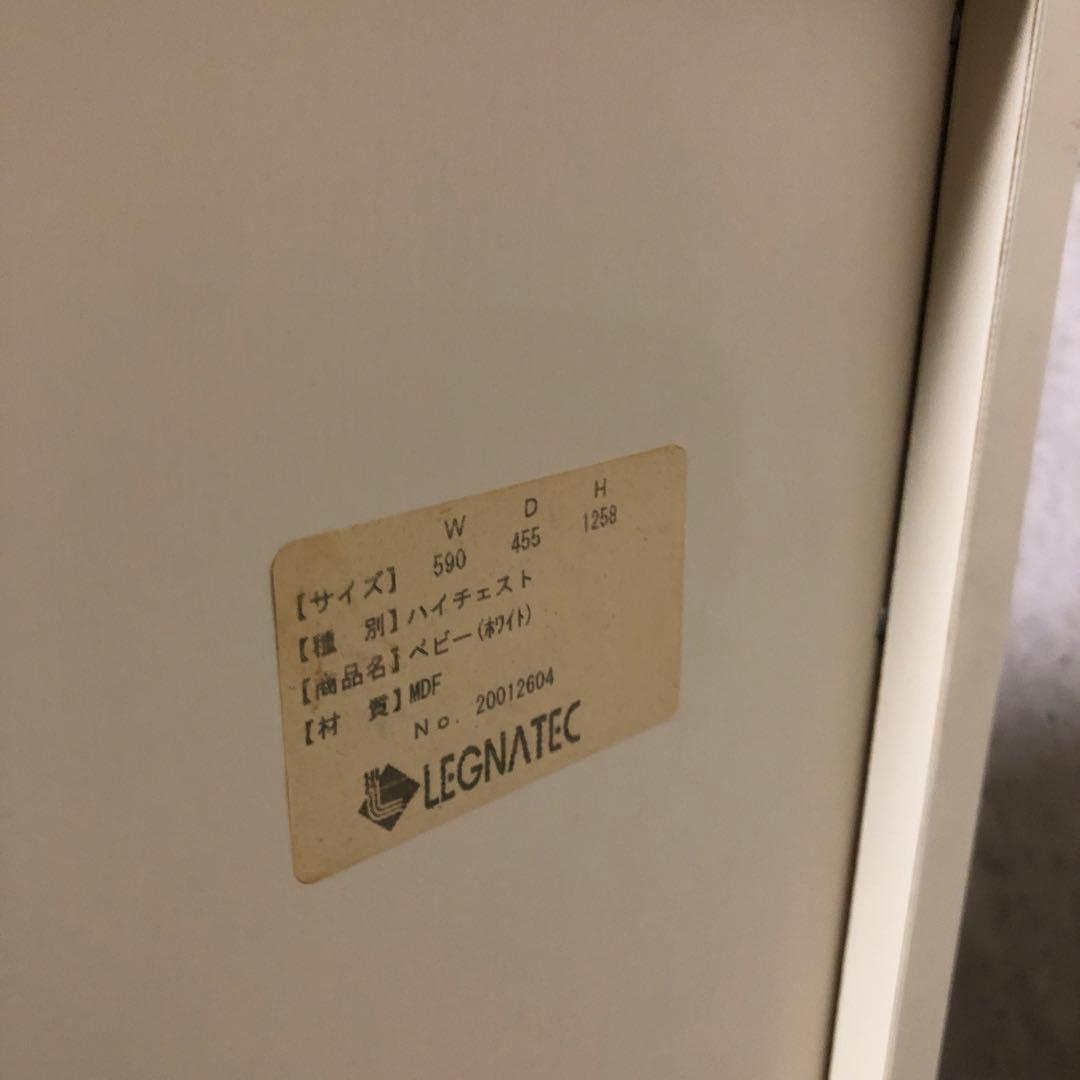 W D H
【サイズ】 590 455 1258
【種 別】ハイチェスト
【商品名】ベビー(ホワイト)
【材 質】MDF
No. 20012604
LEGNATEC